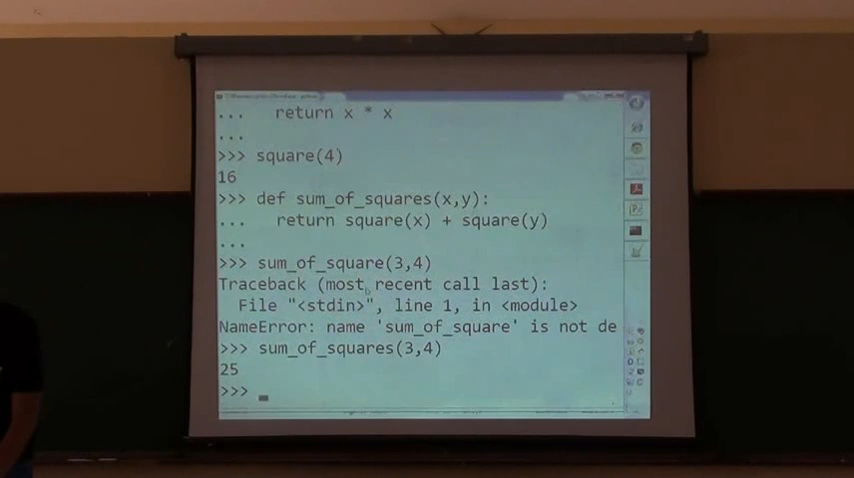 ...   return x * x
...
>>> square(4)
16
>>> def sum_of_squares(x,y):
...   return square(x) + square(y)
...
>>> sum_of_square(3,4)
Traceback (most recent call last):
  File "<stdin>", line 1, in <module>
NameError: name 'sum_of_square' is not de
>>> sum_of_squares(3,4)
25
>>>